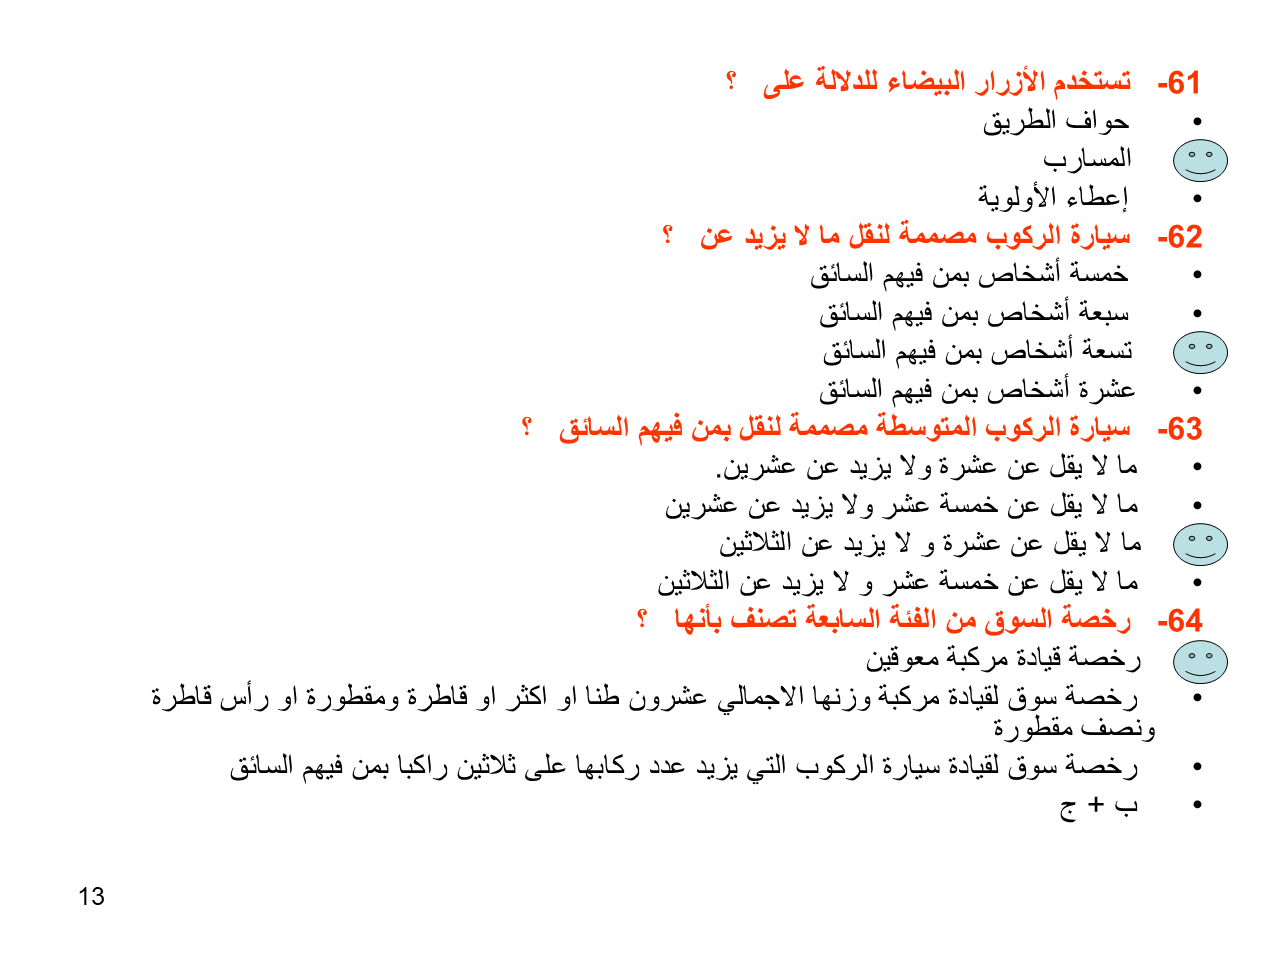 61- تستخدم الأزرار البيضاء للدلالة على ؟
• حواف الطريق
المسارب
• إعطاء الأولوية
62- سيارة الركوب مصممة لنقل ما لا يزيد عن ؟
• خمسة أشخاص بمن فيهم السائق
• سبعة أشخاص بمن فيهم السائق
تسعة أشخاص بمن فيهم السائق
• عشرة أشخاص بمن فيهم السائق
63- سيارة الركوب المتوسطة مصممة لنقل بمن فيهم السائق ؟
• ما لا يقل عن عشرة ولا يزيد عن عشرين.
• ما لا يقل عن خمسة عشر ولا يزيد عن عشرين
ما لا يقل عن عشرة و لا يزيد عن الثلاثين
• ما لا يقل عن خمسة عشر و لا يزيد عن الثلاثين
64- رخصة السوق من الفئة السابعة تصنف بأنها ؟
رخصة قيادة مركبة معوقين
• رخصة سوق لقيادة مركبة وزنها الاجمالي عشرون طنا او اكثر او قاطرة ومقطورة او رأس قاطرة
ونصف مقطورة
• رخصة سوق لقيادة سيارة الركوب التي يزيد عدد ركابها على ثلاثين راكبا بمن فيهم السائق
• ب + ج
13